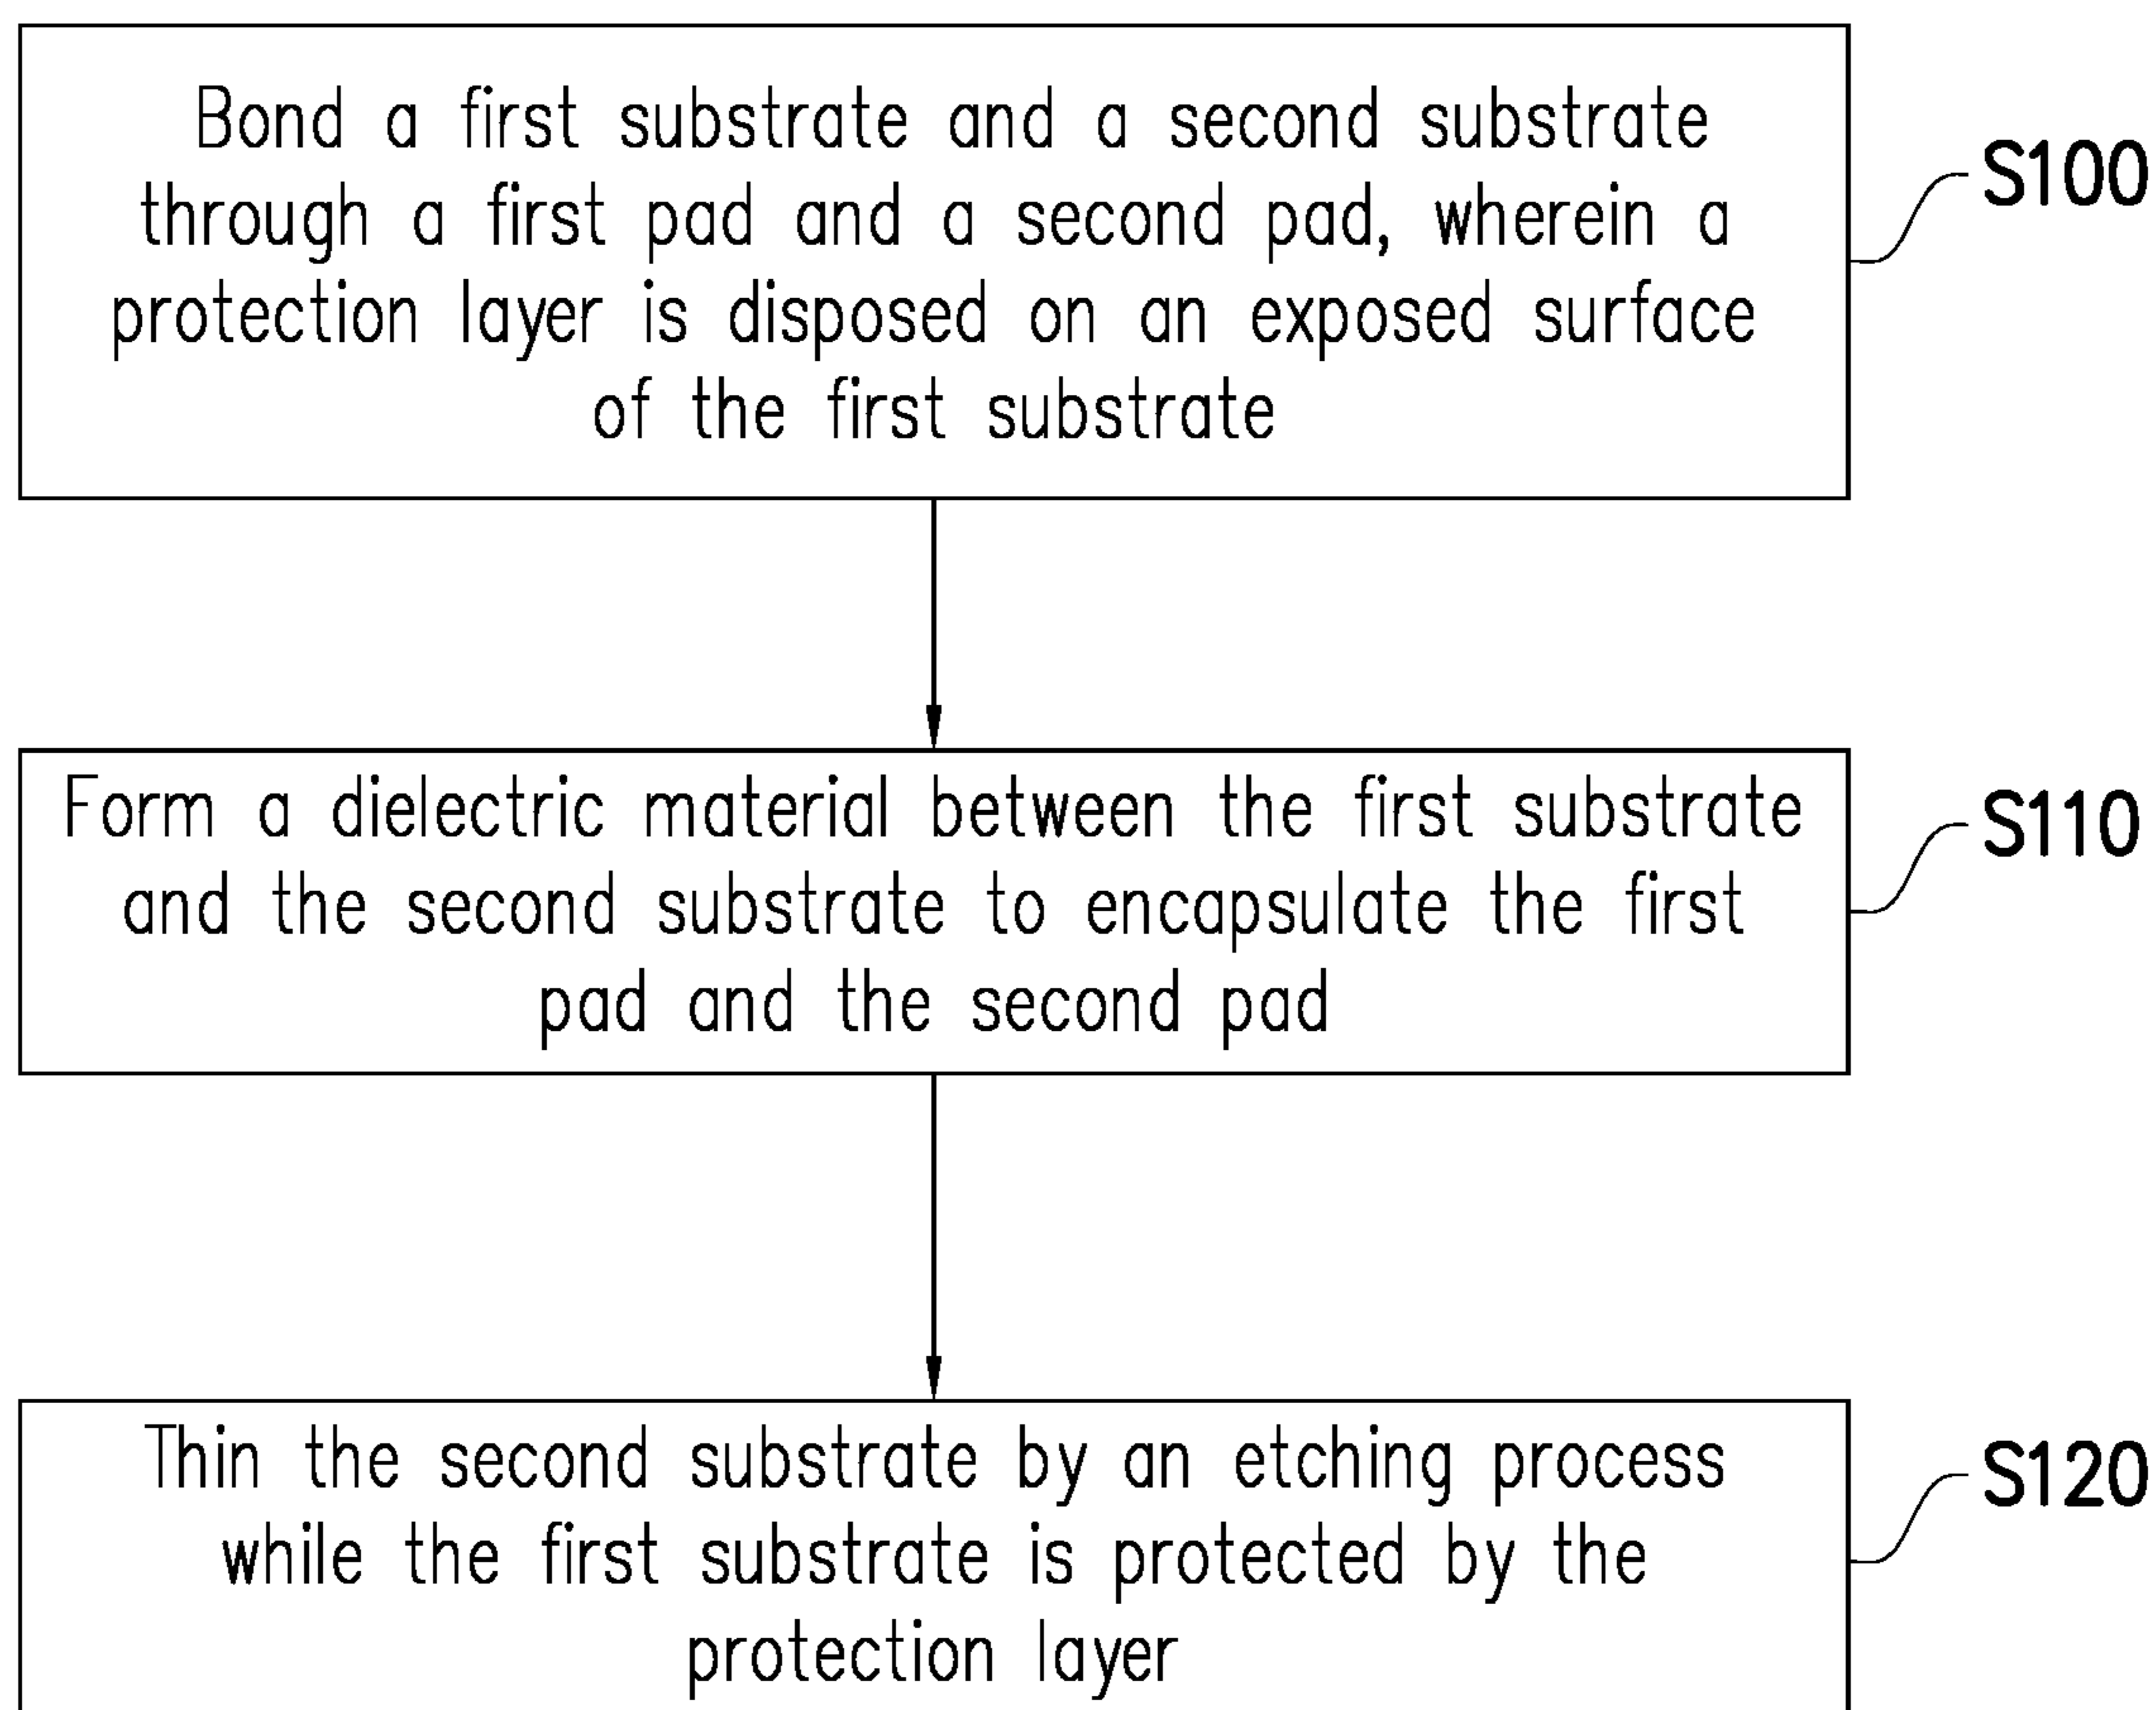 Bond a first substrate and a second substrate
through a first pad and a second pad, wherein a
protection layer is disposed on an exposed surface
of the first substrate
S100
Form a dielectric material between the first substrate
and the second substrate to encapsulate the first
pad and the second pad
S110
Thin the second substrate by an etching process
while the first substrate is protected by the
protection layer
S120